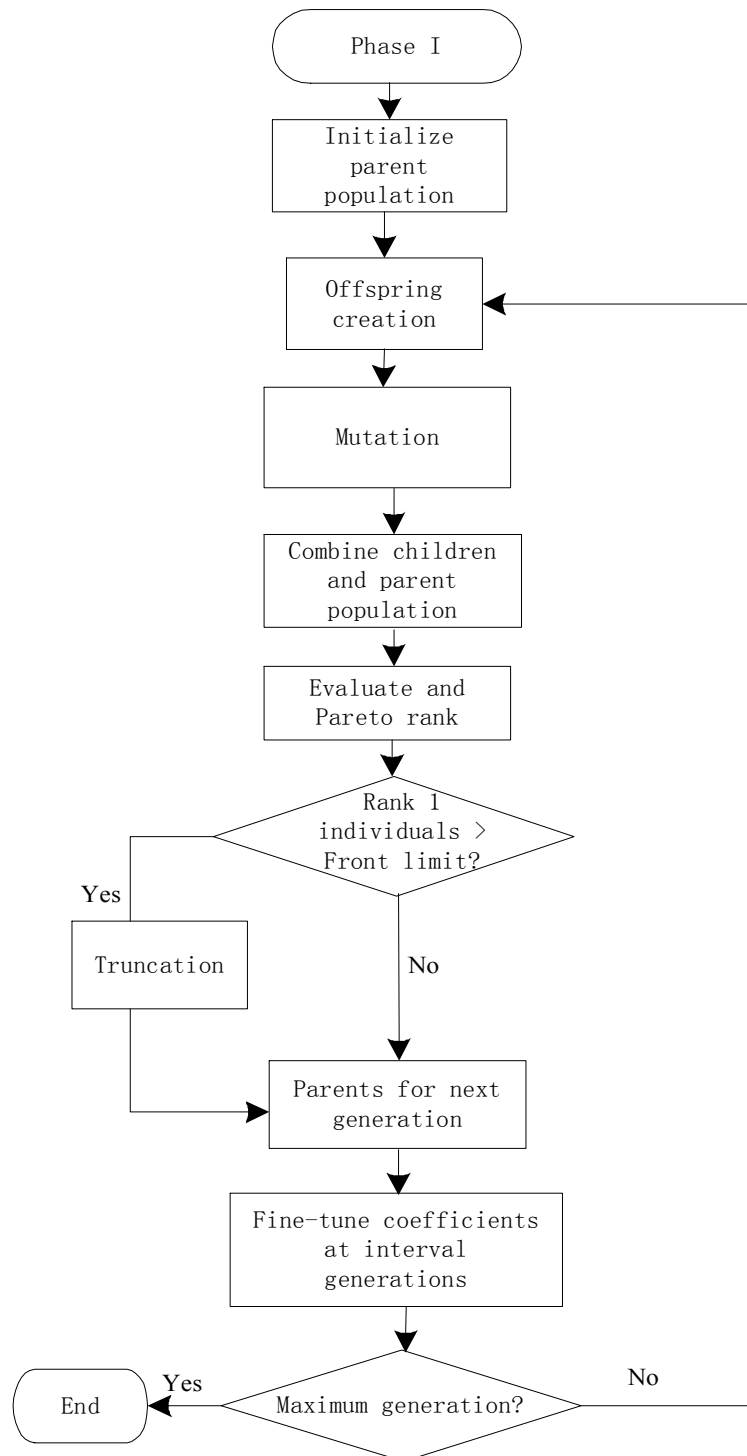 Phase I
Initialize
parent
population
Offspring
creation
Mutation
Combine children
and parent
population
Evaluate and
Pareto rank
Rank 1
individuals >
Front limit?
Yes
Truncation
No
Parents for next
generation
Fine-tune coefficients
at interval
generations
End
Yes
Maximum generation?
No